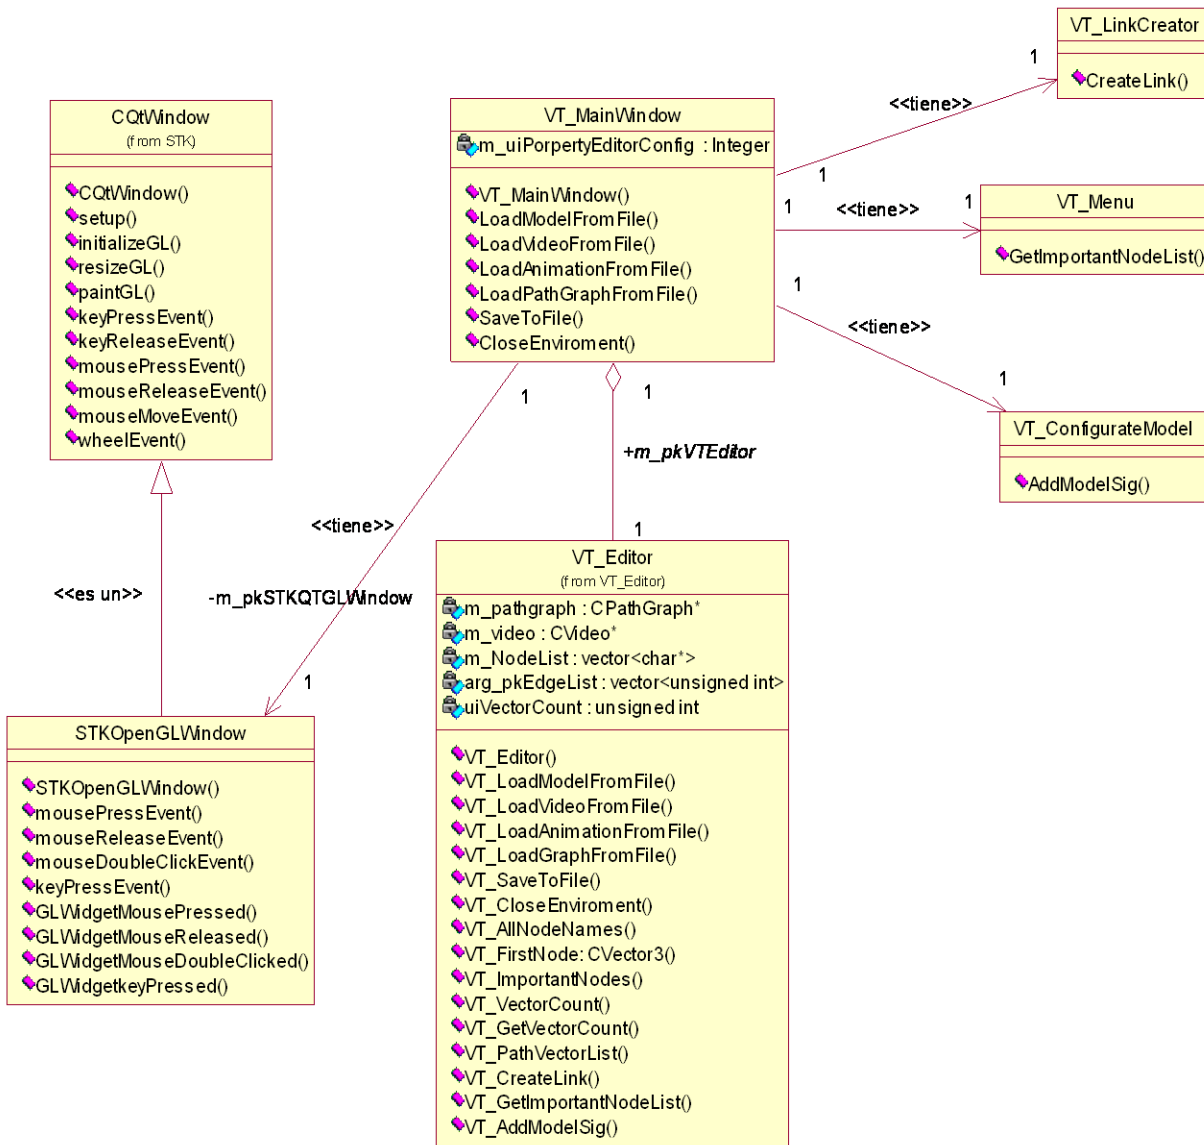 VT_LinkCreator
CreateLink()
1
<<tiene>>
1
CQtWindow
(from STK)
CQtWindow()
setup()
initializeGL()
resizeGL()
paintGL()
keyPressEvent()
keyReleaseEvent()
mousePressEvent()
mouseReleaseEvent()
mouseMoveEvent()
wheelEvent()
VT_MainWindow
m_uiPorpertyEditorConfig : Integer
VT_MainWindow()
LoadModelFromFile()
LoadVideoFromFile()
LoadAnimationFromFile()
LoadPathGraphFromFile()
SaveToFile()
CloseEnviroment()
1
<<tiene>>
1
VT_Menu
GetImportantNodeList()
1
<<tiene>>
1
VT_ConfigurateModel
AddModelSig()
1
1
+m_pkVTEditor
1
<<tiene>>
-m_pkSTKQTGLWindow
1
<<es un>>
STKOpenGLWindow
STKOpenGLWindow()
mousePressEvent()
mouseReleaseEvent()
mouseDoubleClickEvent()
keyPressEvent()
GLWidgetMousePressed()
GLWidgetMouseReleased()
GLWidgetMouseDoubleClicked()
GLWidgetkeyPressed()
VT_Editor
(from VT_Editor)
m_pathgraph : CPathGraph*
m_video : CVideo*
m_NodeList : vector<char*>
arg_pkEdgeList : vector<unsigned int>
uiVectorCount : unsigned int
VT_Editor()
VT_LoadModelFromFile()
VT_LoadVideoFromFile()
VT_LoadAnimationFromFile()
VT_LoadGraphFromFile()
VT_SaveToFile()
VT_CloseEnviroment()
VT_AllNodeNames()
VT_FirstNode: CVector3()
VT_ImportantNodes()
VT_VectorCount()
VT_GetVectorCount()
VT_PathVectorList()
VT_CreateLink()
VT_GetImportantNodeList()
VT_AddModelSig()